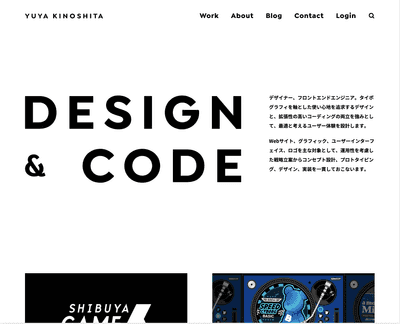 YUYA KINOSHITA
Work About Blog Contact Login
DESIGN
& CODE
デザイナー、フロントエンドエンジニア。タイポ
グラフィを軸とした使い心地を追求するデザイン
と、拡張性の高いコーディングの両立を強みとし
て、最適と考えるユーザー体験を設計します。
Webサイト、グラフィック、ユーザーインターフ
ェイス、ロゴを主な対象として、運用性を考慮し
た戦略立案からコンセプト設計、プロトタイピン
グ、デザイン、実装を一貫しておこないます。
SHIBUYA
GAME
SPEED
BASIC